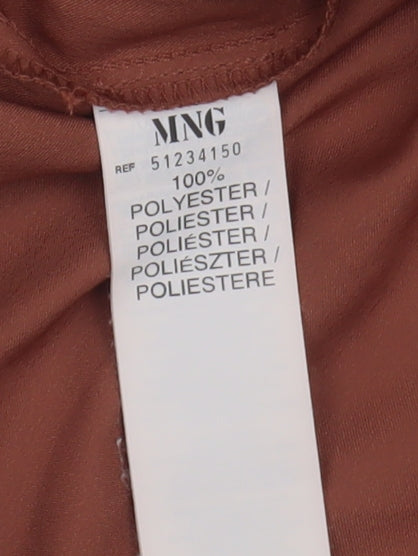 MNG
REF 51234150
100%
POLYESTER /
POLIESTER /
POLIÉSTER /
POLIÉSZTER /
POLIESTERE